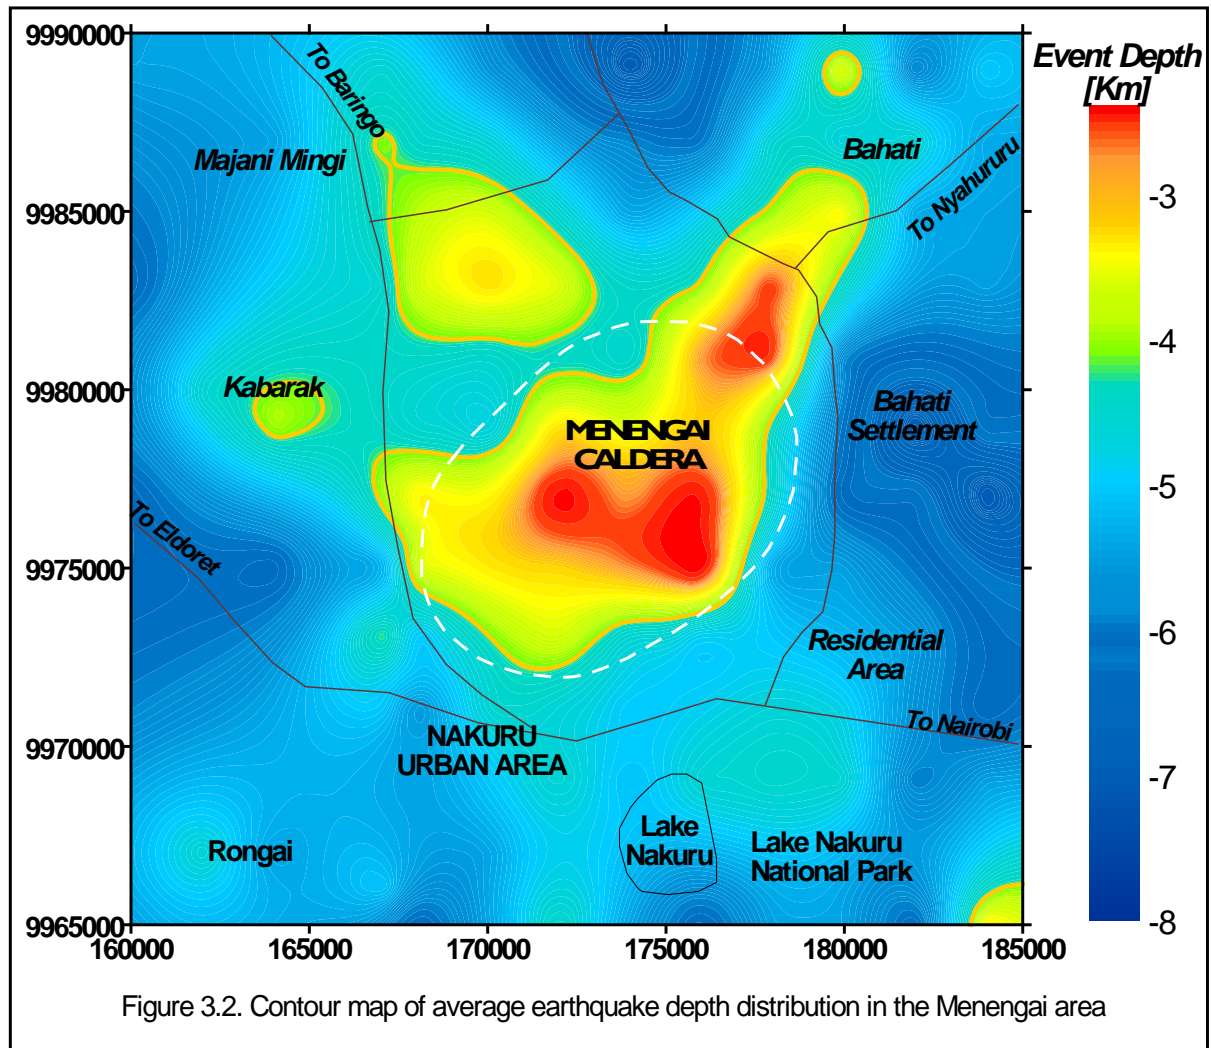 9990000
9985000
9980000
9975000
9970000
9965000
160000
165000
170000
175000
180000
185000
To Baringo
Majani Mingi
Bahati
To Nyahururu
Kabarak
MENENGAI
CALDERA
Bahati
Settlement
To Eldoret
Residential
Area
To Nairobi
NAKURU
URBAN AREA
Rongai
Lake
Nakuru
Lake Nakuru
National Park
Event Depth
[Km]
-3
-4
-5
-6
-7
-8
Figure 3.2. Contour map of average earthquake depth distribution in the Menengai area